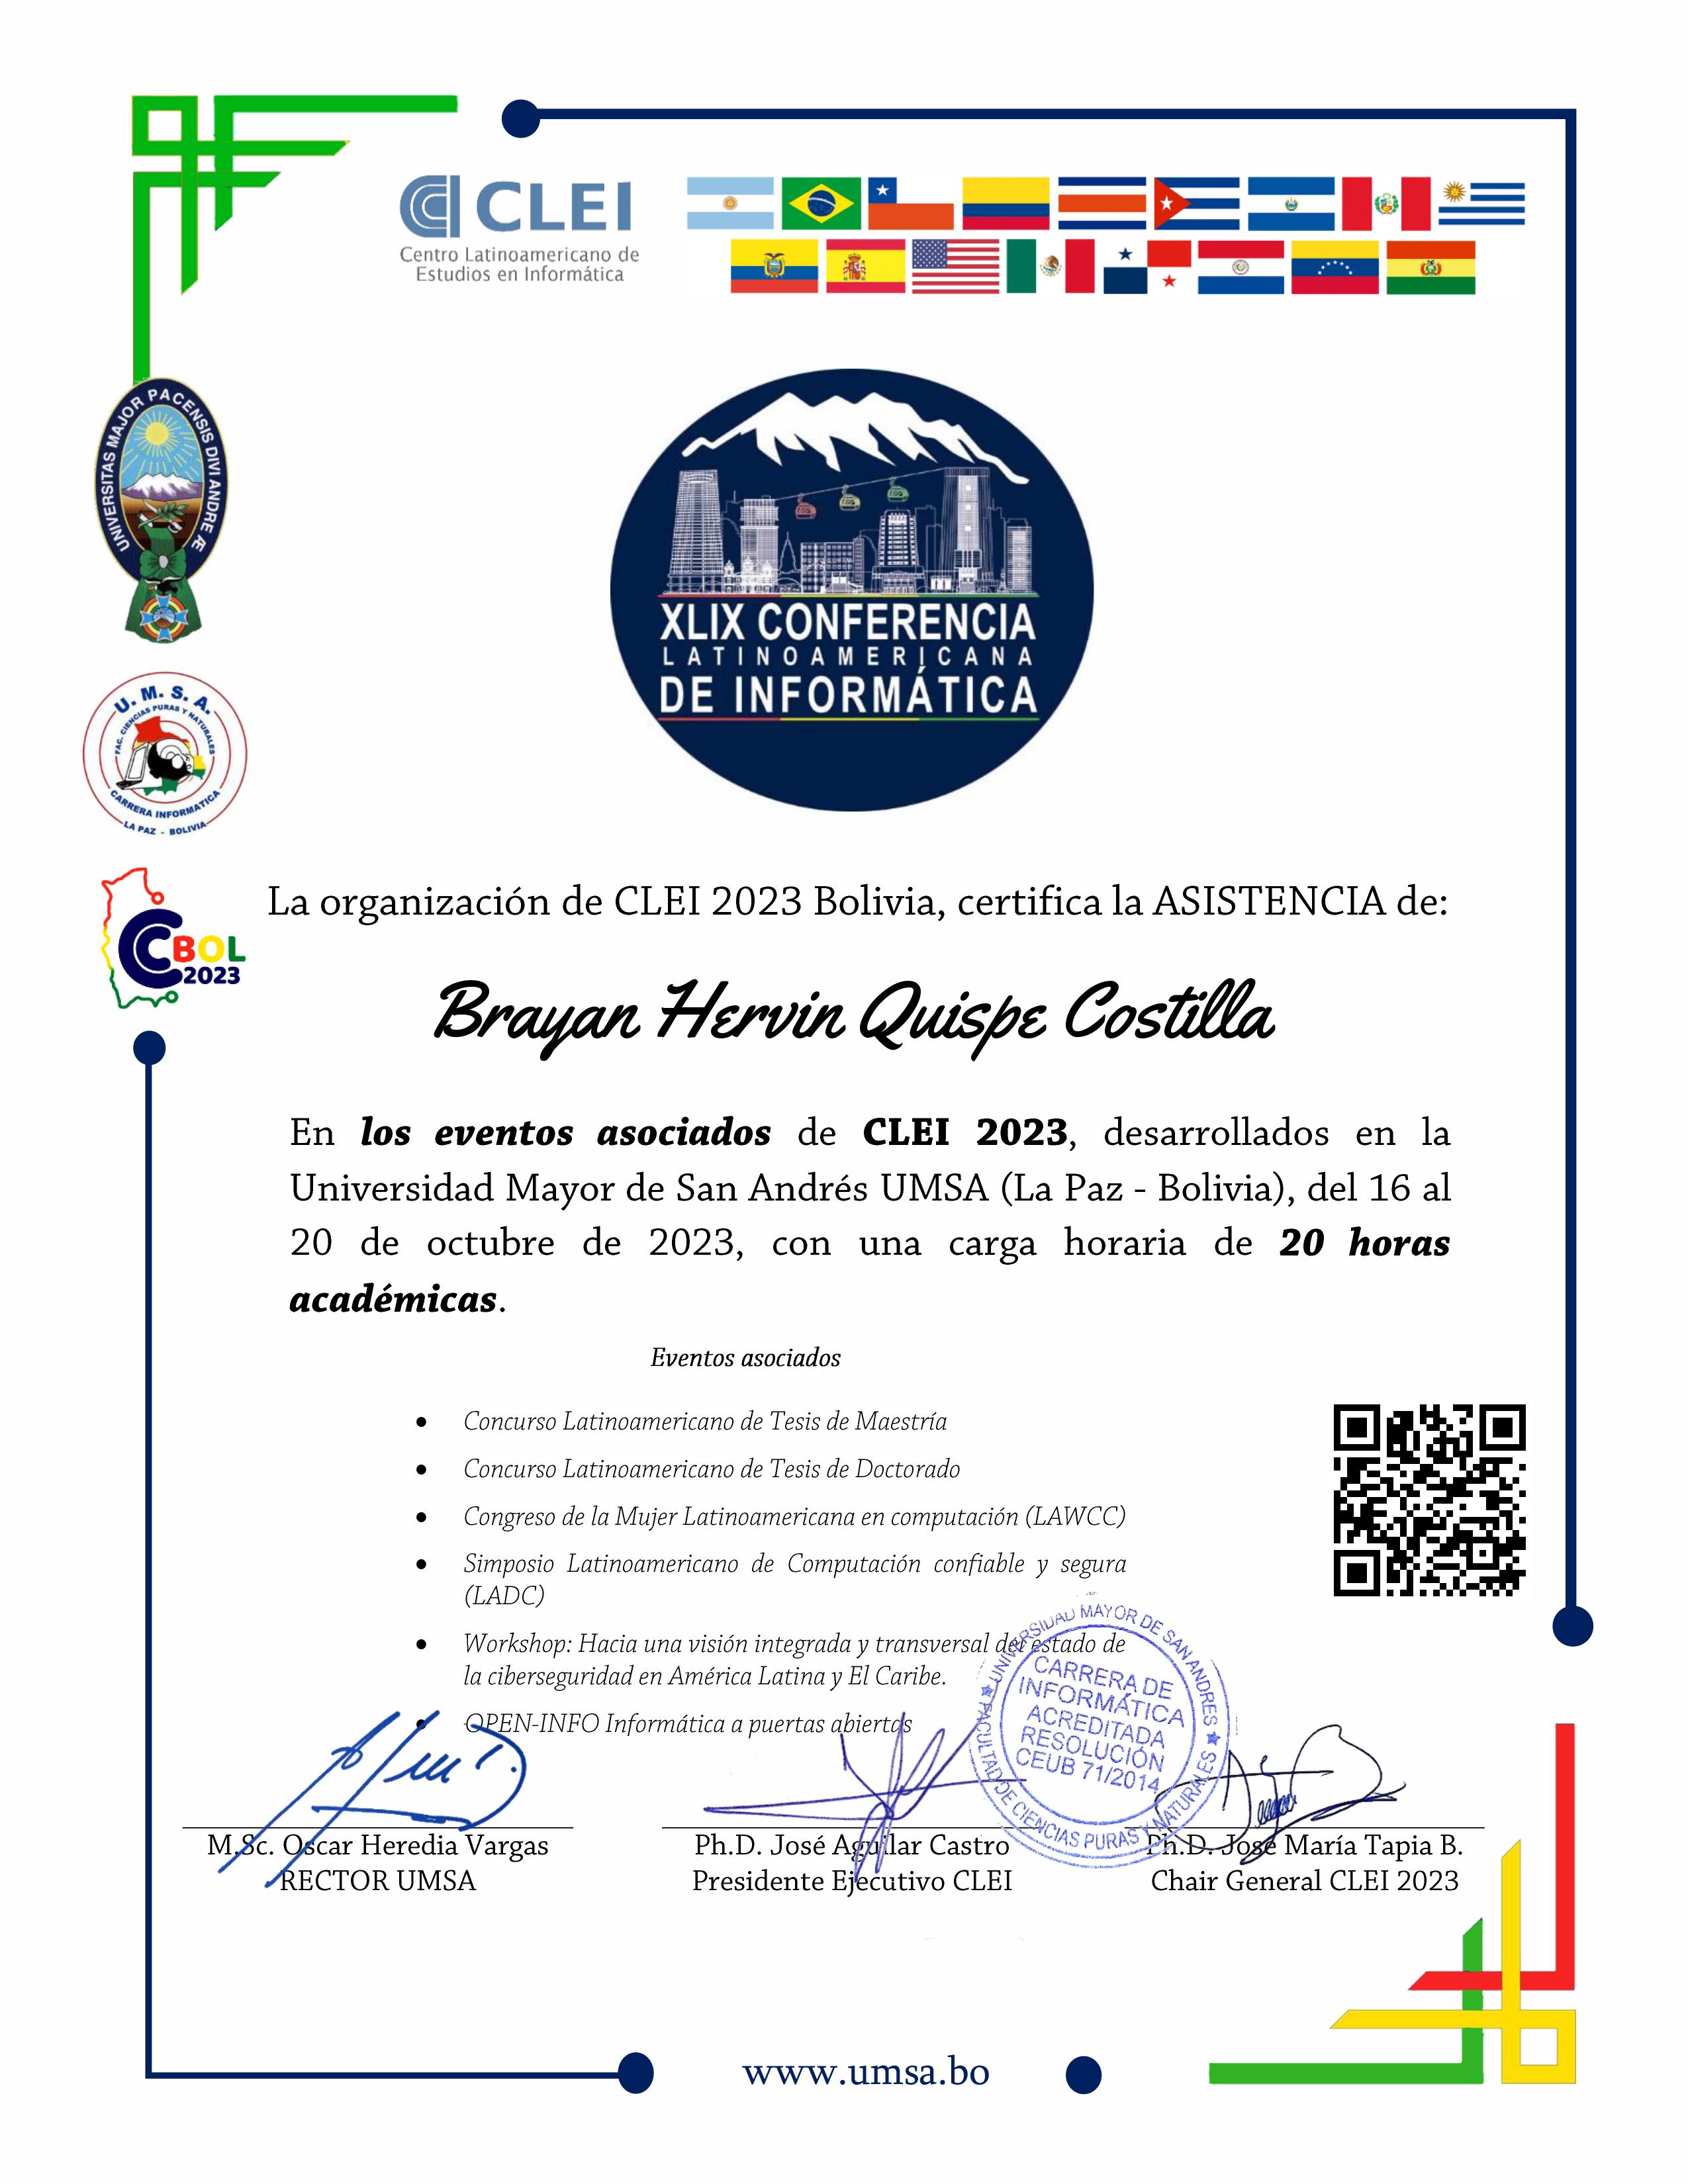 CLEI
Centro Latinoamericano de
Estudios en Informática
UNIVERSITAS MAJOR PACENSIS DIVI ANDRE Æ
XLIX CONFERENCIA
LATINOAMERICANA
DE INFORMÁTICA
U. M. S. A.
FAC. CIENCIAS PURAS Y NATURALES
CARRERA INFORMATICA
LA PAZ - BOLIVIA
CBOL
2023
La organización de CLEI 2023 Bolivia, certifica la ASISTENCIA de:
Brayan Hervin Quispe Costilla
En los eventos asociados de CLEI 2023, desarrollados en la
Universidad Mayor de San Andrés UMSA (La Paz - Bolivia), del 16 al
20 de octubre de 2023, con una carga horaria de 20 horas
académicas.
Eventos asociados
• Concurso Latinoamericano de Tesis de Maestría
• Concurso Latinoamericano de Tesis de Doctorado
• Congreso de la Mujer Latinoamericana en computación (LAWCC)
• Simposio Latinoamericano de Computación confiable y segura
(LADC)
• Workshop: Hacia una visión integrada y transversal del estado de
la ciberseguridad en América Latina y El Caribe.
• OPEN-INFO Informática a puertas abiertas
UNIVERSIDAD MAYOR DE SAN ANDRES
FACULTAD DE CIENCIAS PURAS Y NATURALES
CARRERA DE
INFORMÁTICA
ACREDITADA
RESOLUCIÓN
CEUB 71/2014
M.Sc. Oscar Heredia Vargas
RECTOR UMSA
Ph.D. José Aguilar Castro
Presidente Ejecutivo CLEI
Ph.D. José María Tapia B.
Chair General CLEI 2023
www.umsa.bo